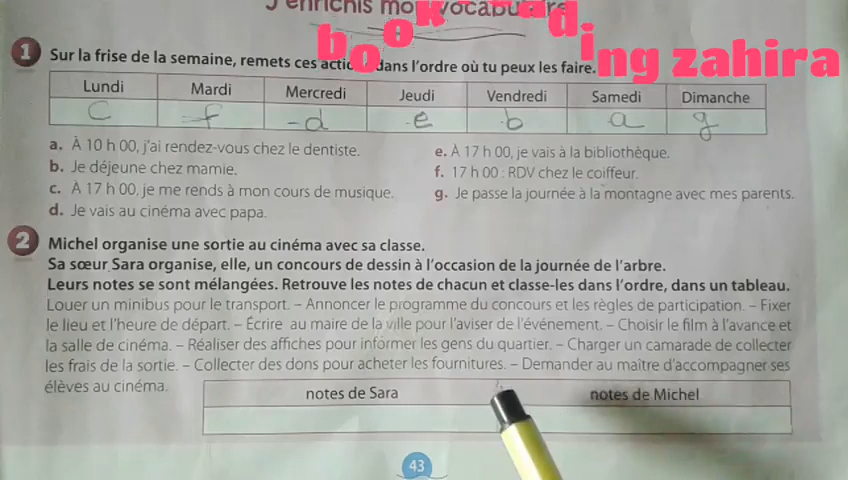 J'enrichis mon vocabulaire
book reading zahira
1 Sur la frise de la semaine, remets ces actions dans l'ordre où tu peux les faire.
Lundi Mardi Mercredi Jeudi Vendredi Samedi Dimanche
c f d e b a g
a. À 10 h 00, j'ai rendez-vous chez le dentiste.
b. Je déjeune chez mamie.
c. À 17 h 00, je me rends à mon cours de musique.
d. Je vais au cinéma avec papa.
e. À 17 h 00, je vais à la bibliothèque.
f. 17 h 00 : RDV chez le coiffeur.
g. Je passe la journée à la montagne avec mes parents.
2 Michel organise une sortie au cinéma avec sa classe.
Sa sœur Sara organise, elle, un concours de dessin à l'occasion de la journée de l'arbre.
Leurs notes se sont mélangées. Retrouve les notes de chacun et classe-les dans l'ordre, dans un tableau.
Louer un minibus pour le transport. – Annoncer le programme du concours et les règles de participation. – Fixer
le lieu et l'heure de départ. – Écrire au maire de la ville pour l'aviser de l'événement. – Choisir le film à l'avance et
la salle de cinéma. – Réaliser des affiches pour informer les gens du quartier. – Charger un camarade de collecter
les frais de la sortie. – Collecter des dons pour acheter les fournitures. – Demander au maître d'accompagner ses
élèves au cinéma.
notes de Sara notes de Michel
43